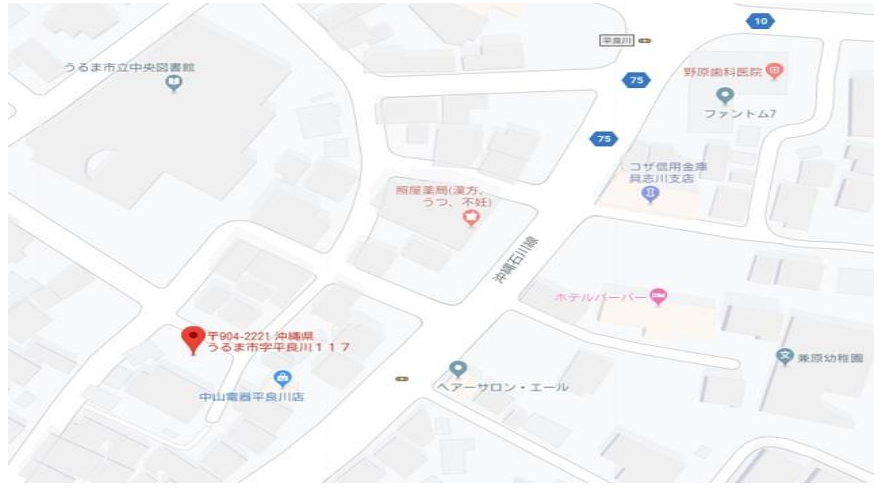 10
平良川
うるま市立中央図書館
75
野原歯科医院
ファントム7
75
コザ信用金庫
具志川支店
照屋薬局(漢方、
うつ、不妊)
沖縄石川線
ホテルバーバー
〒904-2221 沖縄県
うるま市字平良川117
兼原幼稚園
中山電器平良川店
ヘアーサロン・エール